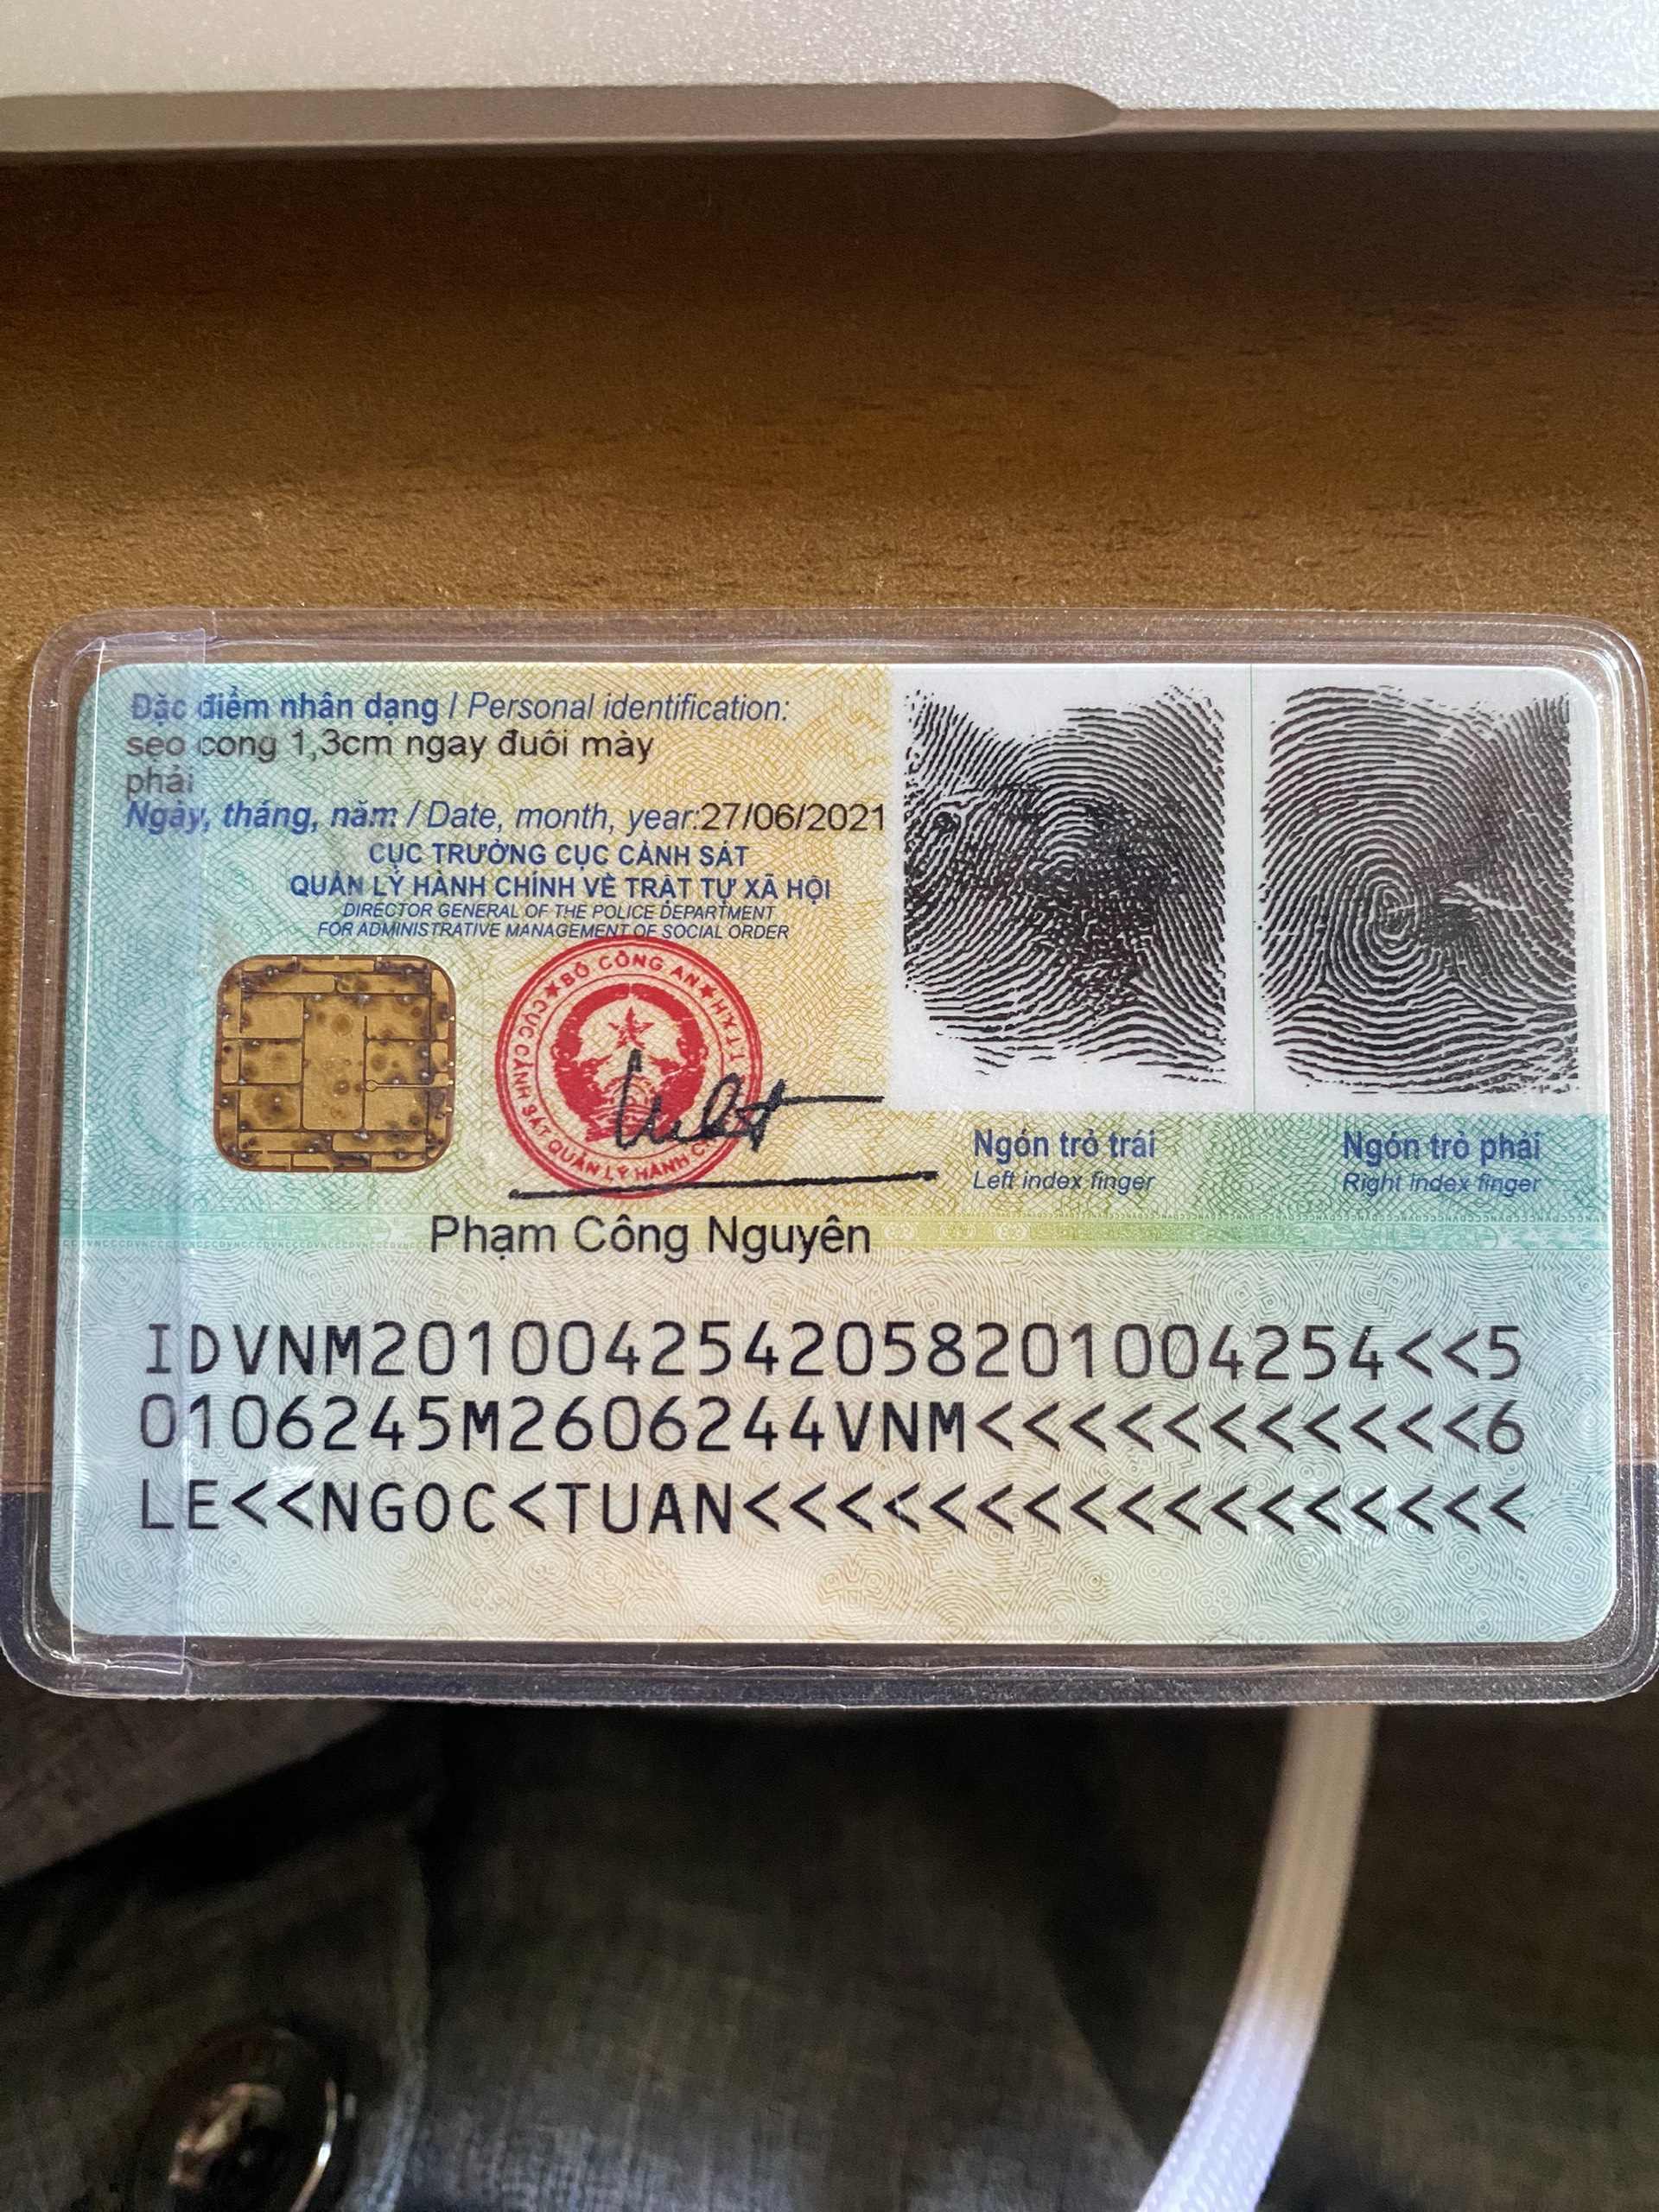 Đặc điểm nhân dạng / Personal identification:
sẹo cong 1,3cm ngay đuôi mày
phải
Ngày, tháng, năm / Date, month, year:27/06/2021
CỤC TRƯỞNG CỤC CẢNH SÁT
QUẢN LÝ HÀNH CHÍNH VỀ TRẬT TỰ XÃ HỘI
DIRECTOR GENERAL OF THE POLICE DEPARTMENT
FOR ADMINISTRATIVE MANAGEMENT OF SOCIAL ORDER
BỘ CÔNG AN
CỤC CẢNH SÁT QUẢN LÝ HÀNH C
Ngón trỏ trái
Left index finger
Ngón trỏ phải
Right index finger
Phạm Công Nguyên
IDVNM2010042542058201004254<<5
0106245M2606244VNM<<<<<<<<<<<6
LE<<NGOC<TUAN<<<<<<<<<<<<<<<<<